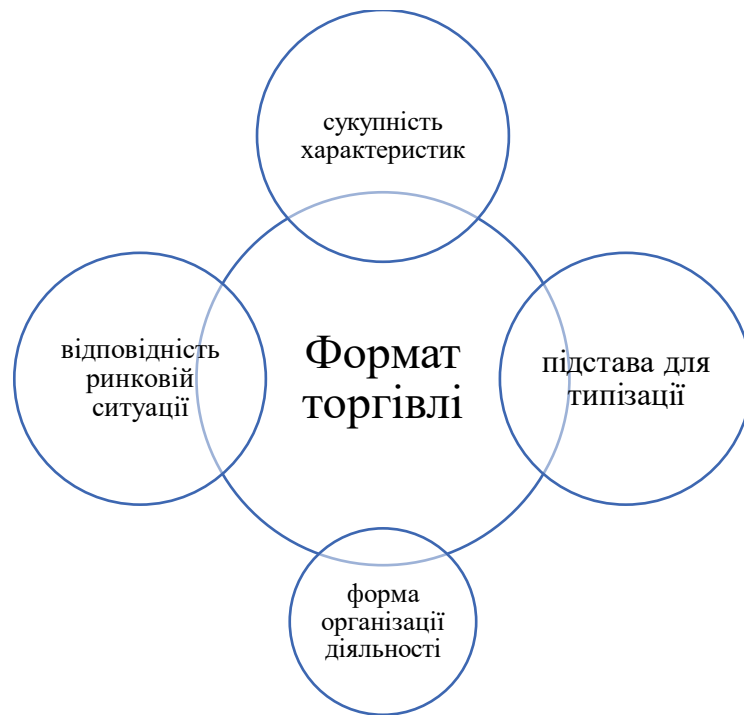 сукупність
характеристик
відповідність
ринковій
ситуації
Формат
торгівлі
підстава для
типізації
форма
організації
діяльності